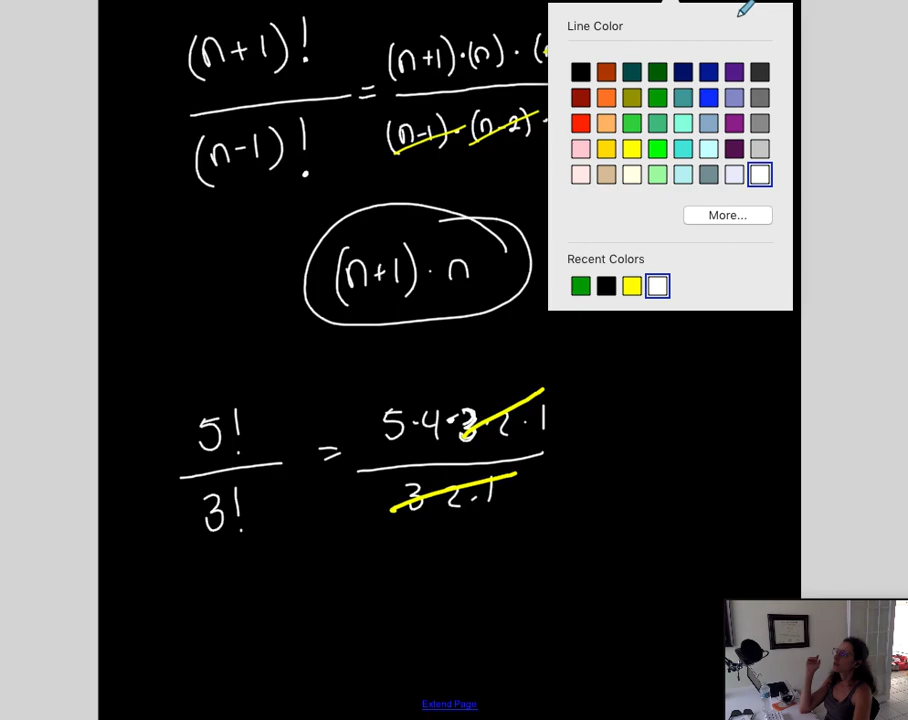 (n+1)! = (n+1)·(n)·(
(n-1)! (n-1)·(n-2)·
(n+1)·n
5! = 5·4·3·2·1
3! 3·2·1
Line Color
More...
Recent Colors
Extend Page